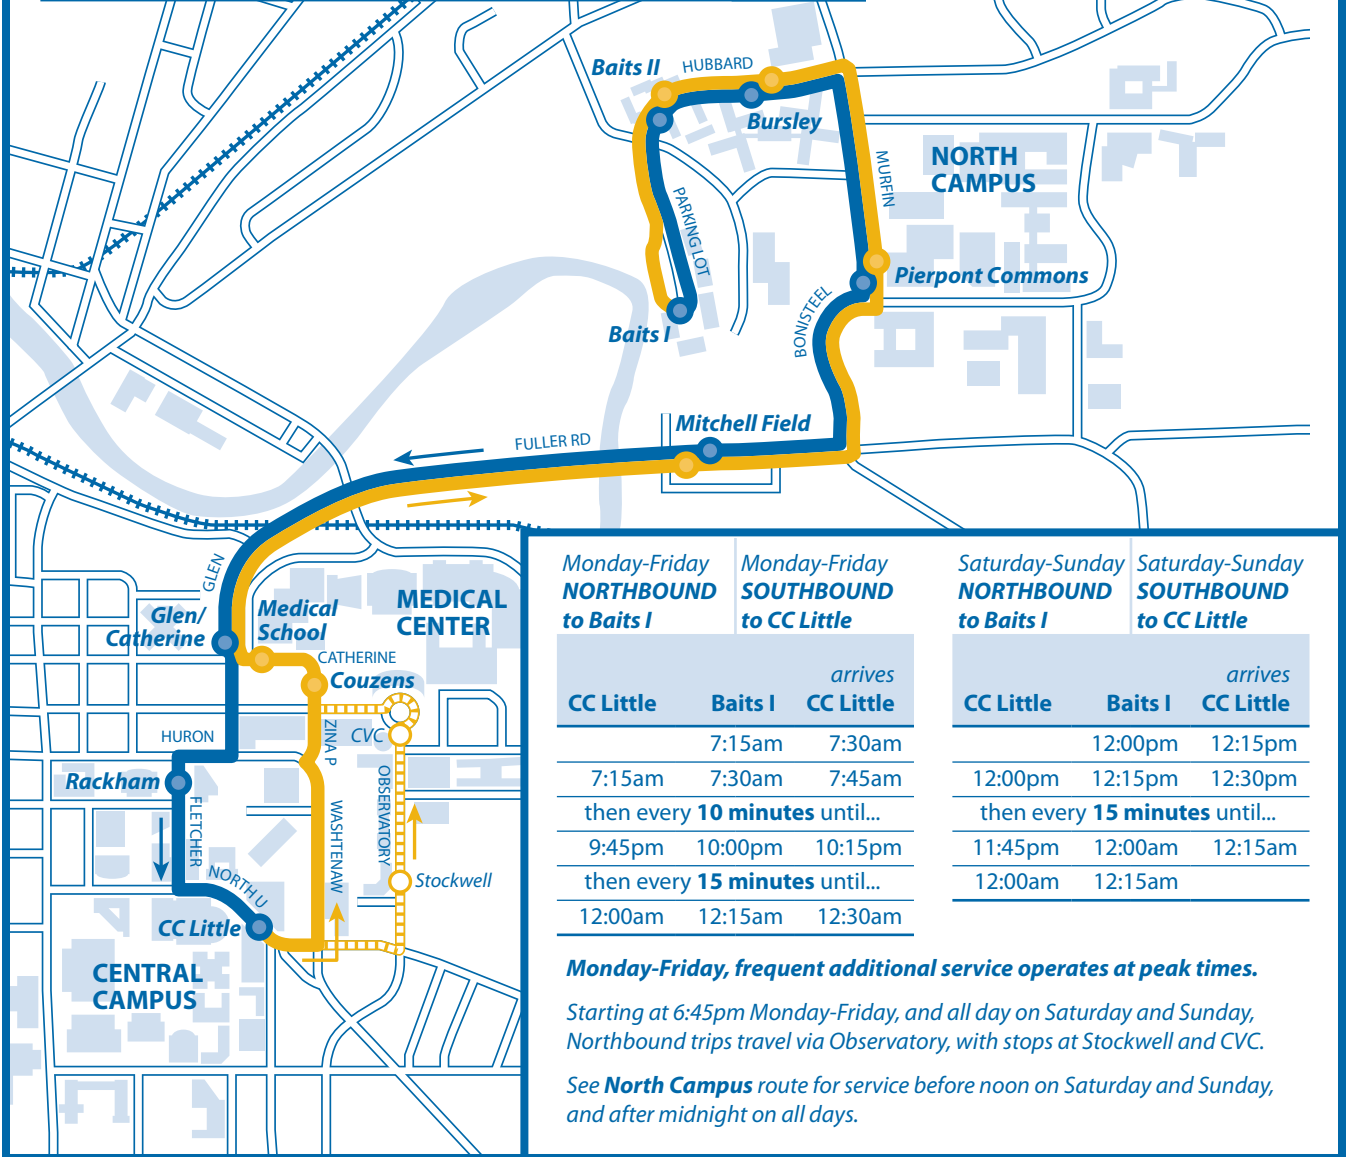 Baits II
HUBBARD
Bursley
NORTH
CAMPUS
MURFIN
PARKING LOT
Pierpont Commons
BONISTEEL
Baits I
Mitchell Field
FULLER RD
GLEN
Glen/
Catherine
Medical
School
MEDICAL
CENTER
CATHERINE
Couzens
HURON
ZINA P
CVC
Rackham
OBSERVATORY
FLETCHER
WASHTENAW
NORTH U
Stockwell
CC Little
CENTRAL
CAMPUS
Monday-Friday
NORTHBOUND
to Baits I
Monday-Friday
SOUTHBOUND
to CC Little
arrives
CC Little Baits I CC Little
7:15am 7:30am
7:15am 7:30am 7:45am
then every 10 minutes until...
9:45pm 10:00pm 10:15pm
then every 15 minutes until...
12:00am 12:15am 12:30am
Saturday-Sunday
NORTHBOUND
to Baits I
Saturday-Sunday
SOUTHBOUND
to CC Little
arrives
CC Little Baits I CC Little
12:00pm 12:15pm
12:00pm 12:15pm 12:30pm
then every 15 minutes until...
11:45pm 12:00am 12:15am
12:00am 12:15am
Monday-Friday, frequent additional service operates at peak times.
Starting at 6:45pm Monday-Friday, and all day on Saturday and Sunday,
Northbound trips travel via Observatory, with stops at Stockwell and CVC.
See North Campus route for service before noon on Saturday and Sunday,
and after midnight on all days.